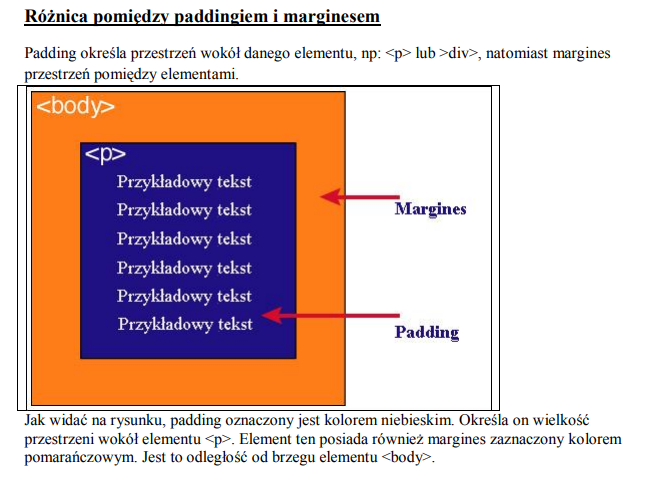 Różnica pomiędzy paddingiem i marginesem
Padding określa przestrzeń wokół danego elementu, np: <p> lub >div>, natomiast margines
przestrzeń pomiędzy elementami.
<body>
<p>
Przykładowy tekst
Przykładowy tekst
Przykładowy tekst
Przykładowy tekst
Przykładowy tekst
Przykładowy tekst
Margines
Padding
Jak widać na rysunku, padding oznaczony jest kolorem niebieskim. Określa on wielkość
przestrzeni wokół elementu <p>. Element ten posiada również margines zaznaczony kolorem
pomarańczowym. Jest to odległość od brzegu elementu <body>.